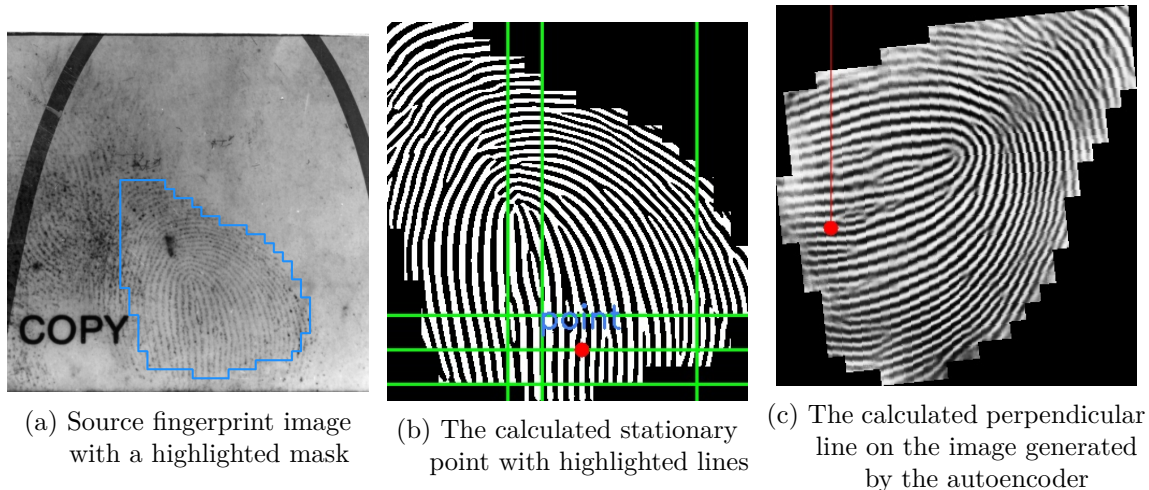 COPY
point
(a) Source fingerprint image
with a highlighted mask
(b) The calculated stationary
point with highlighted lines
(c) The calculated perpendicular
line on the image generated
by the autoencoder